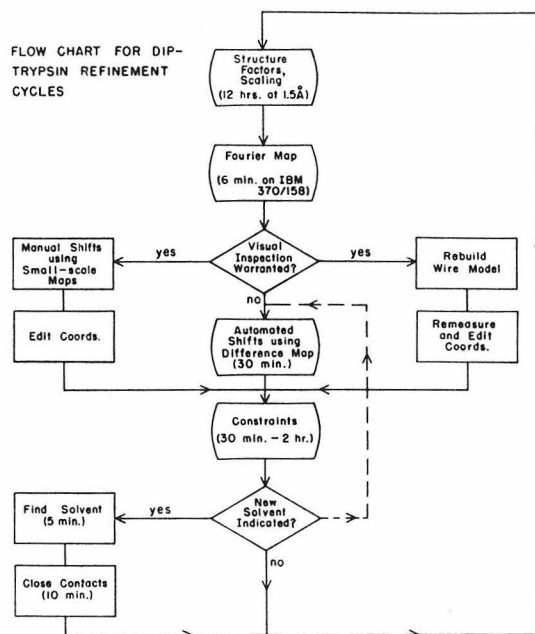 FLOW CHART FOR DIP-
TRYPSIN REFINEMENT
CYCLES
Structure
Factors,
Scaling
(12 hrs. at 1.5Å)
Fourier Map
(6 min. on IBM
370/158)
Visual
Inspection
Warranted?
yes
yes
no
Manual Shifts
using
Small-scale
Maps
Edit Coords.
Rebuild
Wire Model
Remeasure
and Edit
Coords.
Automated
Shifts using
Difference Map
(30 min.)
Constraints
(30 min. – 2 hr.)
New
Solvent
Indicated?
yes
no
Find Solvent
(5 min.)
Close Contacts
(10 min.)